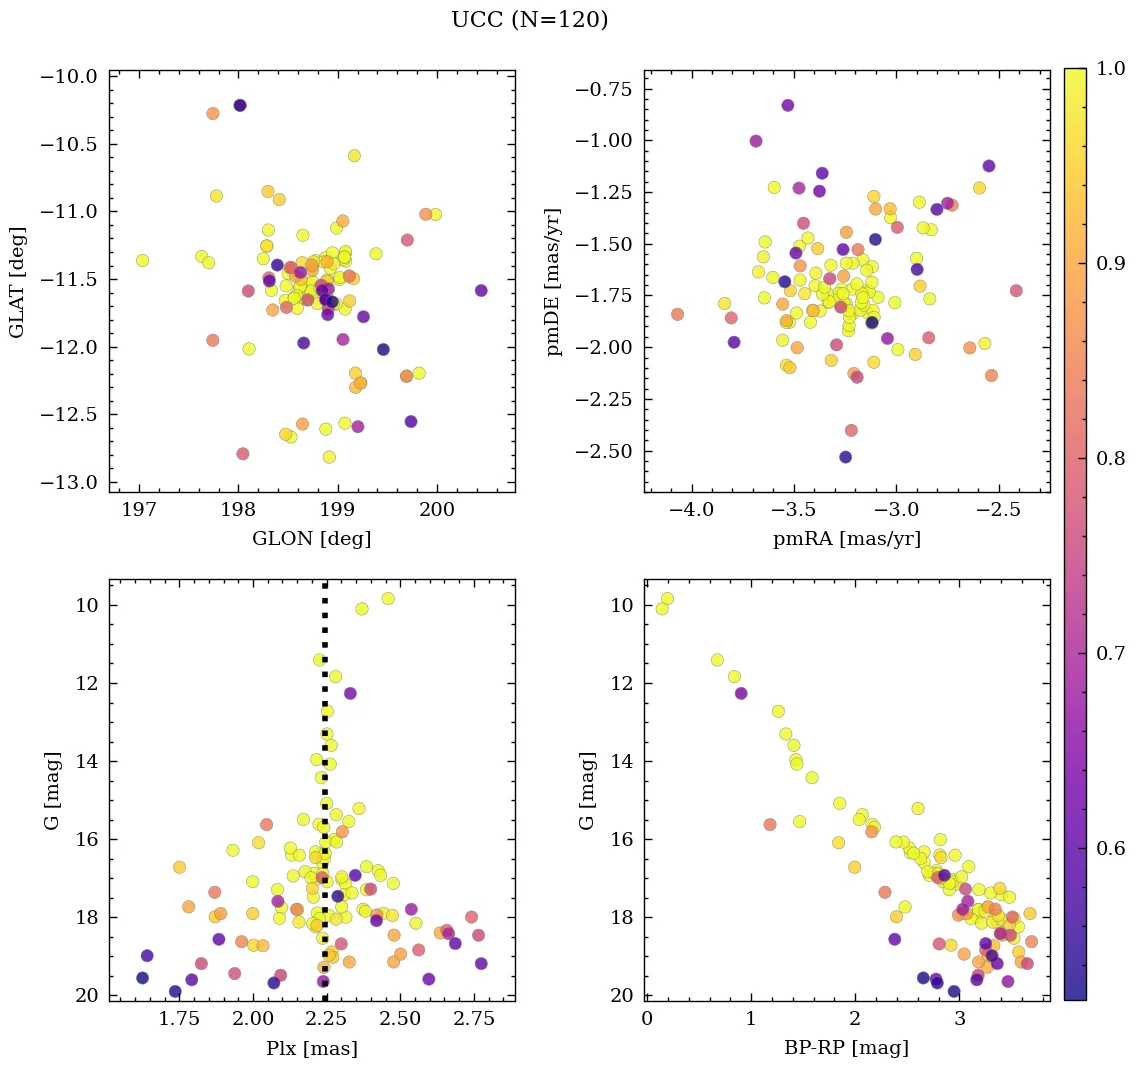 UCC (N=120)
−10.0
−10.5
−11.0
−11.5
−12.0
−12.5
−13.0
GLAT [deg]
197 198 199 200
GLON [deg]
−0.75
−1.00
−1.25
−1.50
−1.75
−2.00
−2.25
−2.50
pmDE [mas/yr]
−4.0 −3.5 −3.0 −2.5
pmRA [mas/yr]
1.0
0.9
0.8
0.7
0.6
10
12
14
16
18
20
G [mag]
1.75 2.00 2.25 2.50 2.75
Plx [mas]
10
12
14
16
18
20
G [mag]
0 1 2 3
BP-RP [mag]